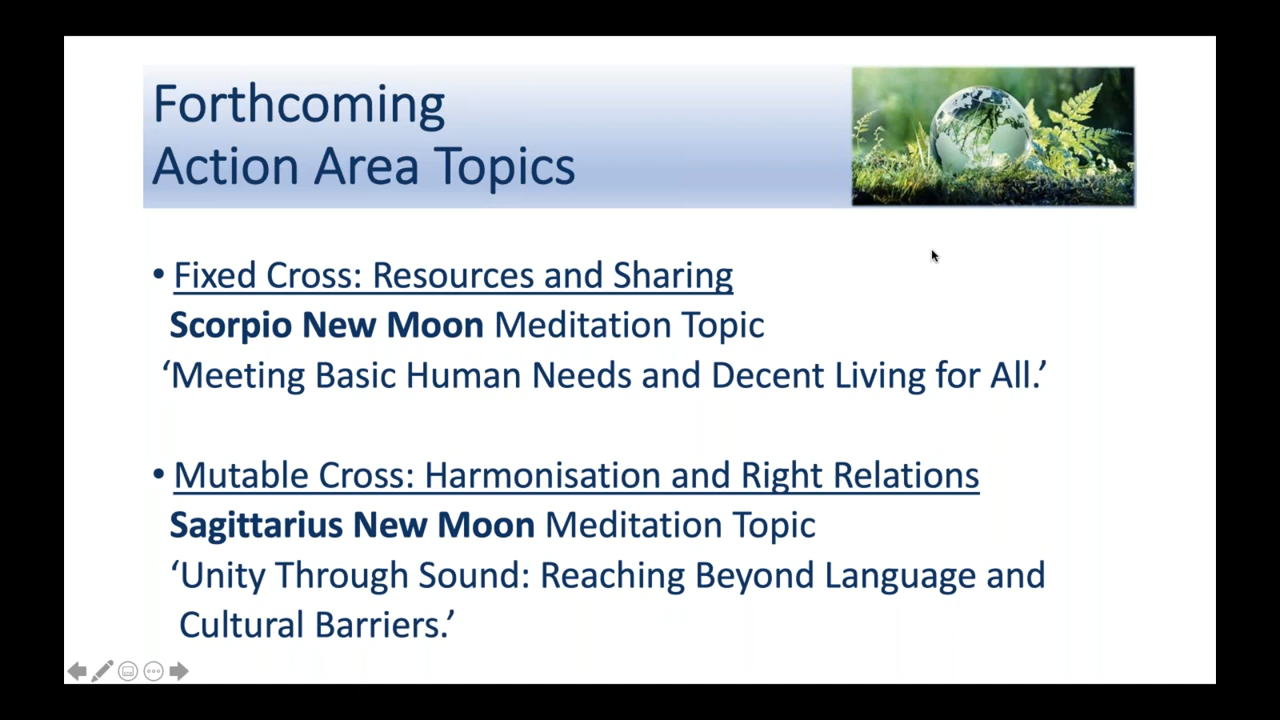 Forthcoming
Action Area Topics
• Fixed Cross: Resources and Sharing
Scorpio New Moon Meditation Topic
‘Meeting Basic Human Needs and Decent Living for All.’
• Mutable Cross: Harmonisation and Right Relations
Sagittarius New Moon Meditation Topic
‘Unity Through Sound: Reaching Beyond Language and
Cultural Barriers.’